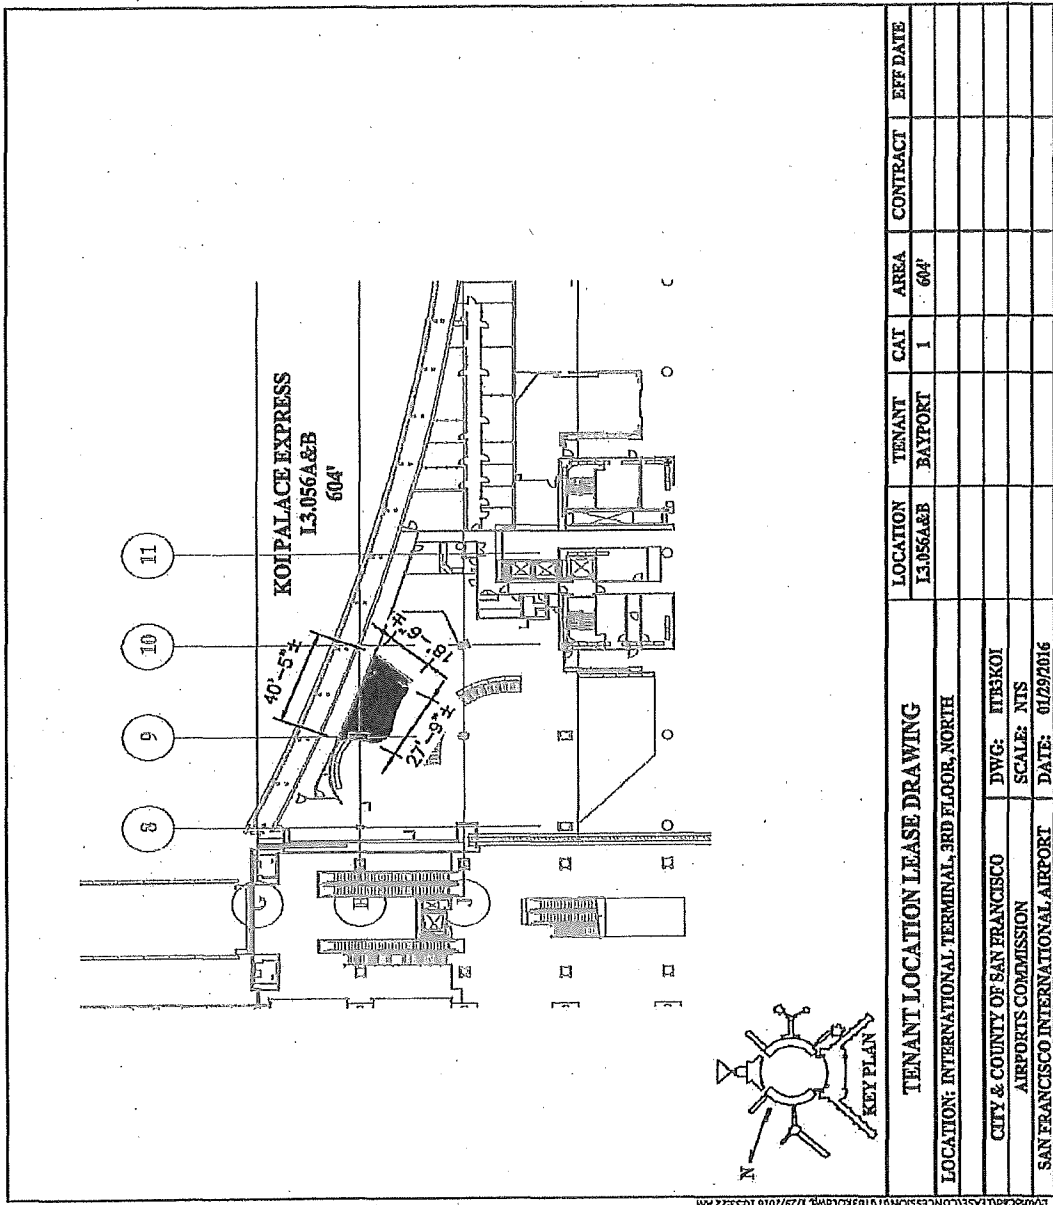 KOI PALACE EXPRESS
I.3.056A&B
604'
11
10
9
8
40'-5"±
18'-6"±
27'-9"±
G
N
KEY PLAN
TENANT LOCATION LEASE DRAWING
LOCATION: INTERNATIONAL TERMINAL, 3RD FLOOR, NORTH
CITY & COUNTY OF SAN FRANCISCO
AIRPORTS COMMISSION
SAN FRANCISCO INTERNATIONAL AIRPORT
DWG: ITB3KOI
SCALE: NTS
DATE: 01/29/2016
LOCATION TENANT CAT AREA CONTRACT EFF DATE
I.3.056A&B BAYPORT 1 604'